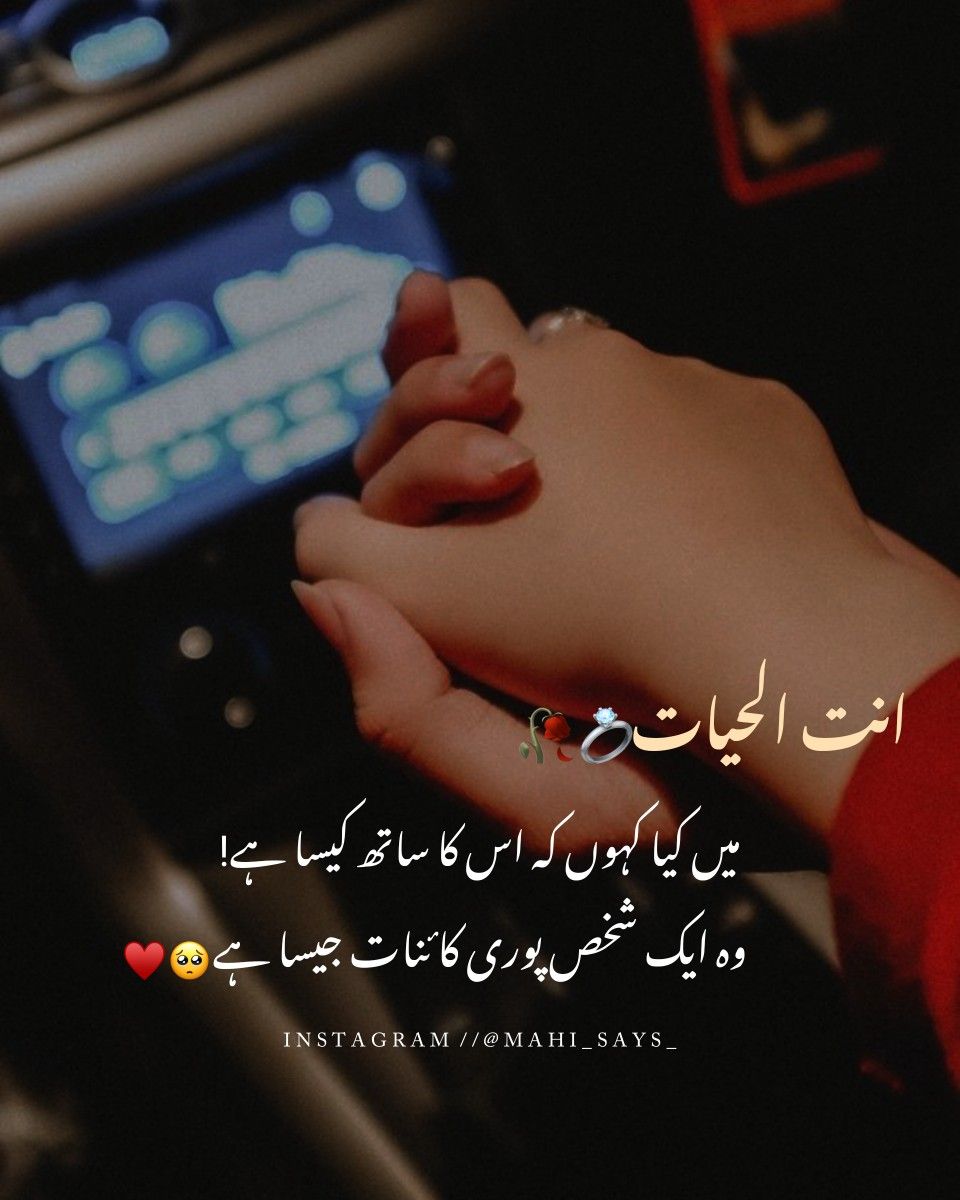 انت الحیات💍🥀
میں کیا کہوں کہ اس کا ساتھ کیسا ہے!
وہ ایک شخص پوری کائنات جیسا ہے🥺♥️
INSTAGRAM //@MAHI_SAYS_